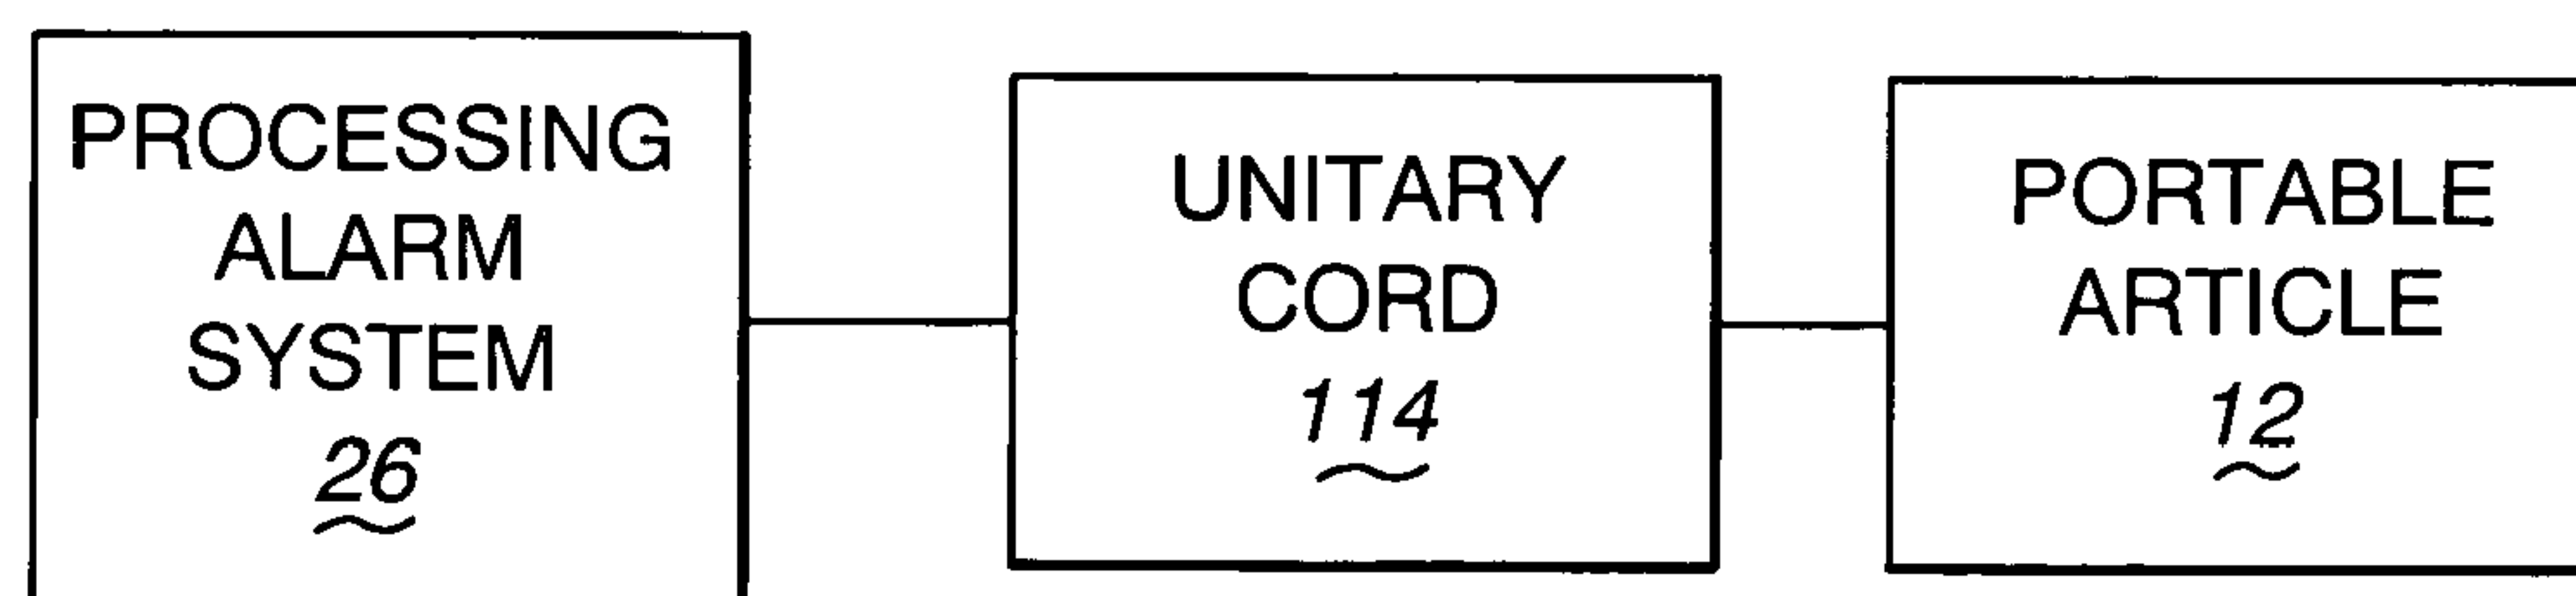 PROCESSING
ALARM
SYSTEM
26
UNITARY
CORD
114
PORTABLE
ARTICLE
12